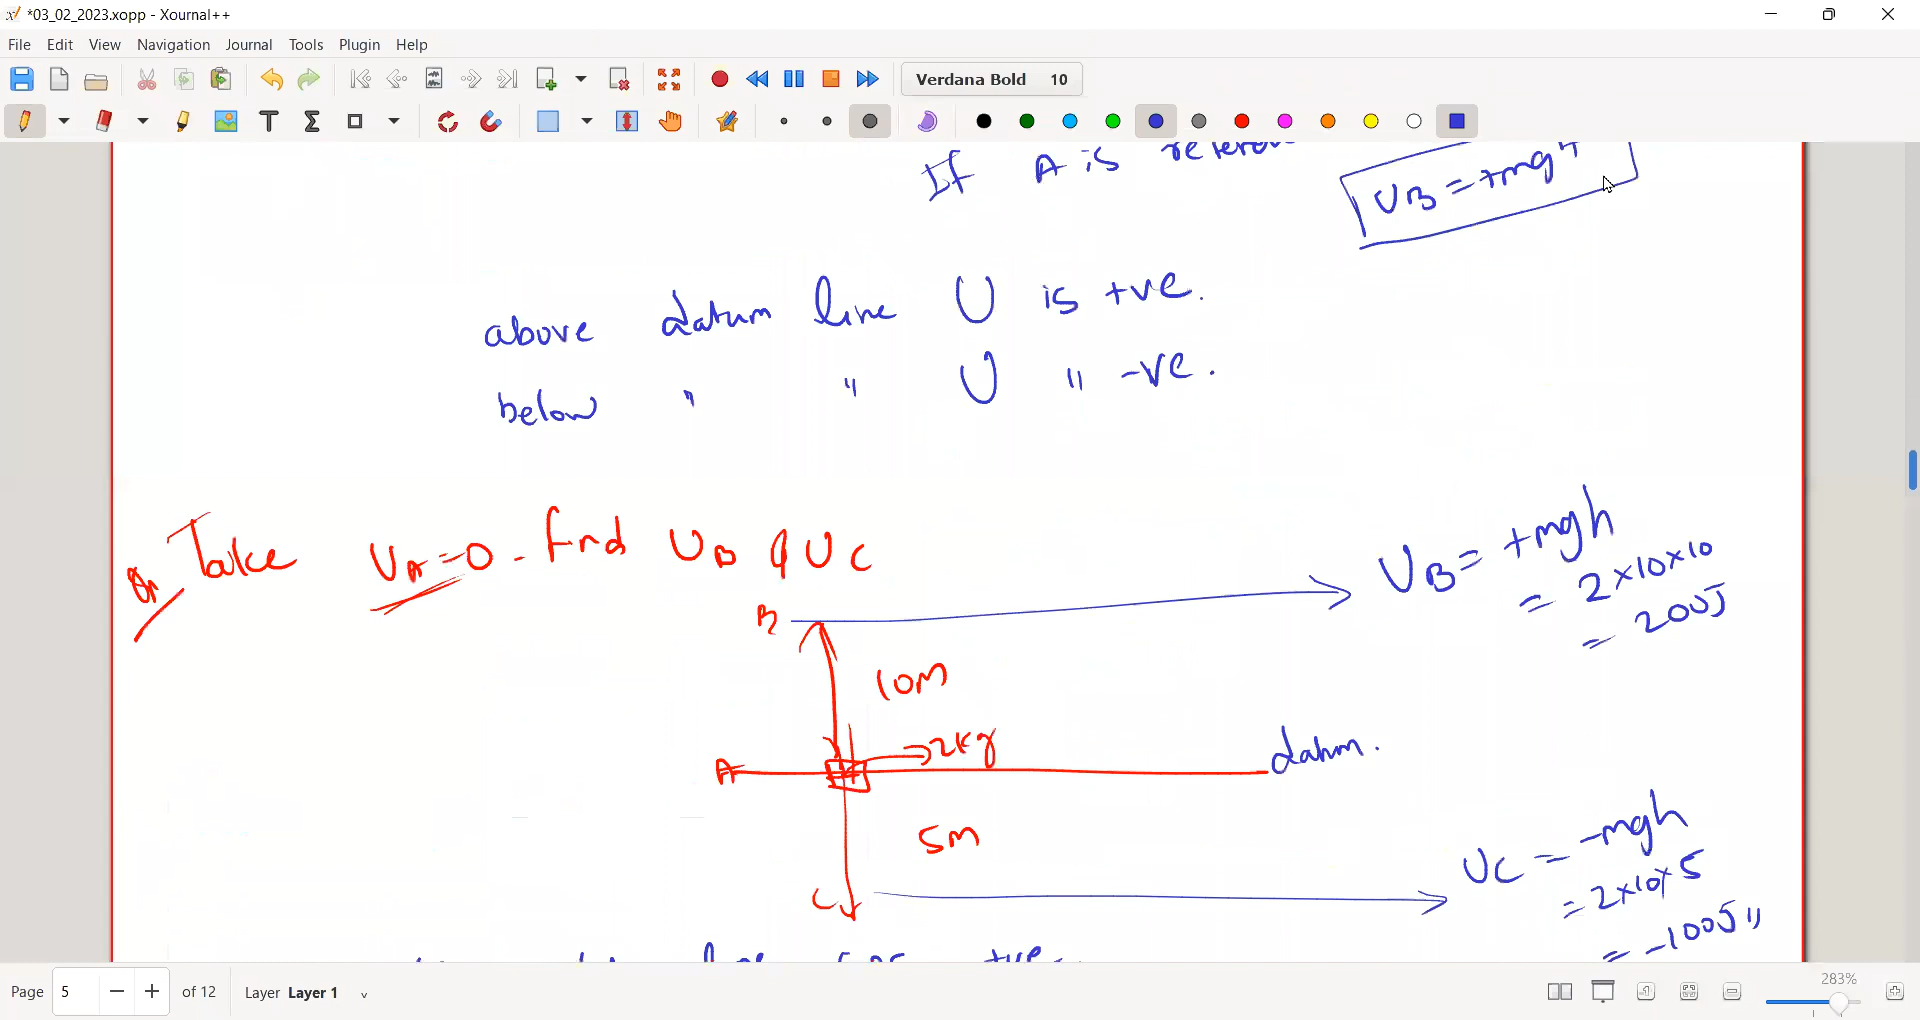 *03_02_2023.xopp - Xournal++
File Edit View Navigation Journal Tools Plugin Help
Verdana Bold 10
If A is
UB = +mgH
above datum line U is +ve.
below " " U " -ve.
Take UA=0 - find UB & UC
UB = +mgh
= 2×10×10
= 200J
B
10m
2kg
A
datum.
5m
C
UC = -mgh
= 2×10×5
= -100J "
Page 5 of 12 Layer Layer 1
283%